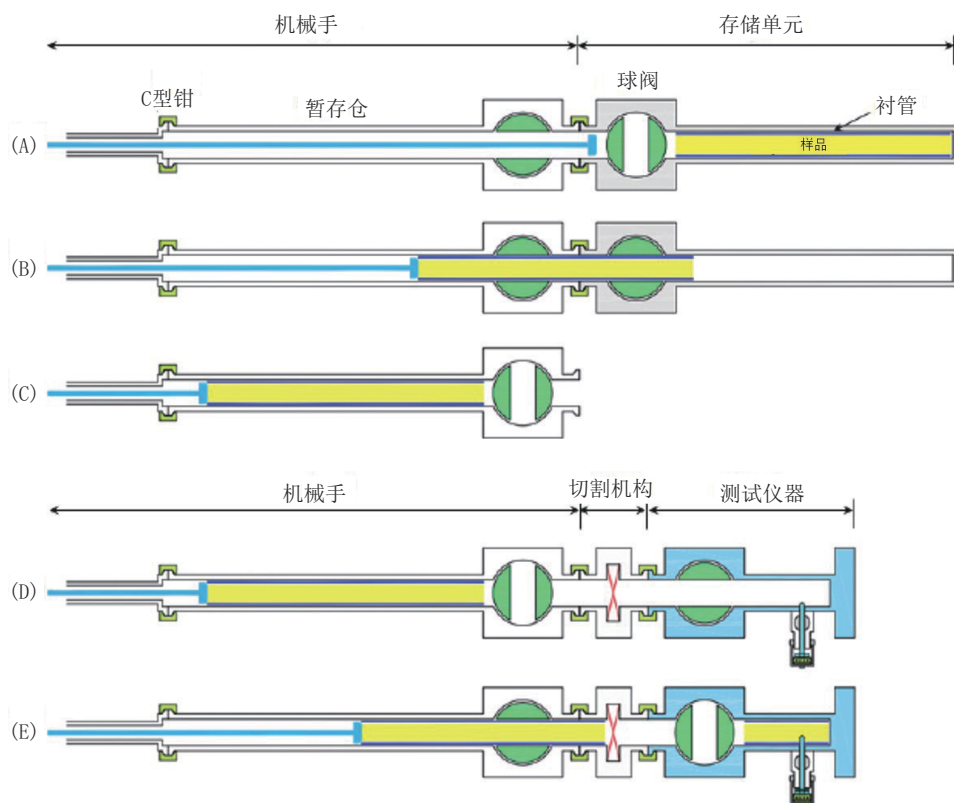 机械手 存储单元
C型钳 暂存仓 球阀 衬管
(A) 样品
(B)
(C)
机械手 切割机构 测试仪器
(D)
(E)